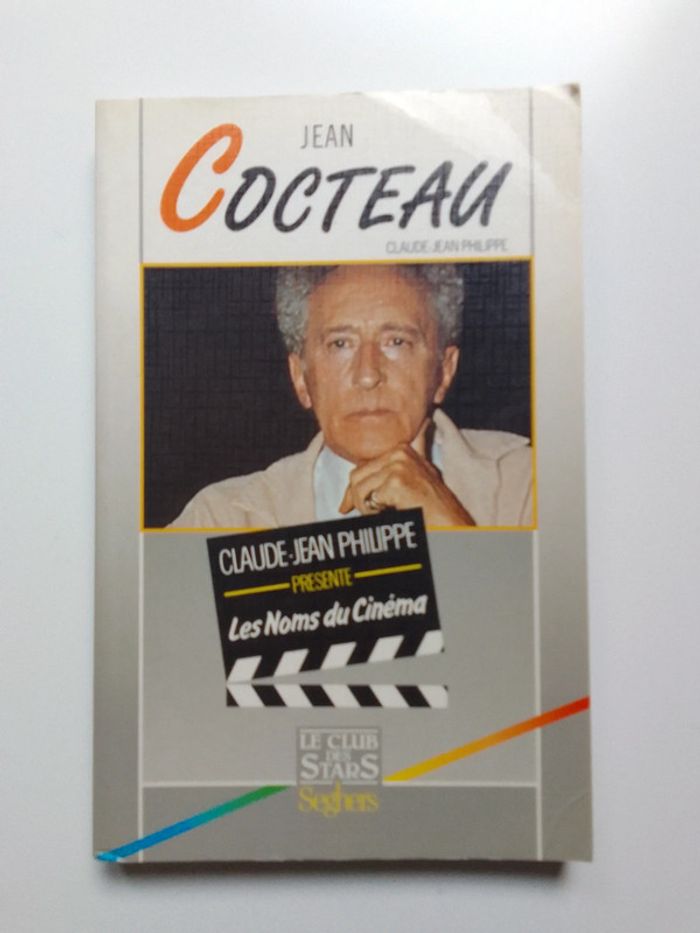 JEAN
COCTEAU
CLAUDE-JEAN PHILIPPE
CLAUDE-JEAN PHILIPPE
PRÉSENTE
Les Noms du Cinéma
LE CLUB
DES
STARS
Seghers